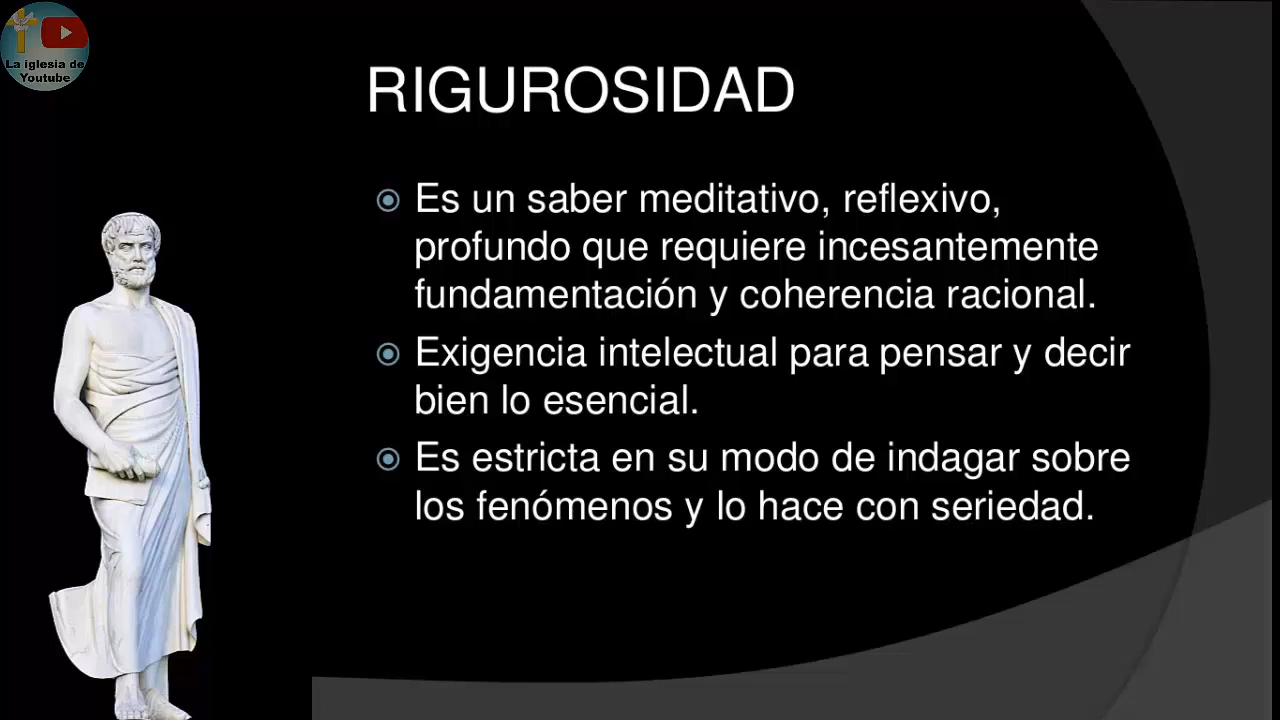 La iglesia de
Youtube
RIGUROSIDAD
Es un saber meditativo, reflexivo,
profundo que requiere incesantemente
fundamentación y coherencia racional.
Exigencia intelectual para pensar y decir
bien lo esencial.
Es estricta en su modo de indagar sobre
los fenómenos y lo hace con seriedad.